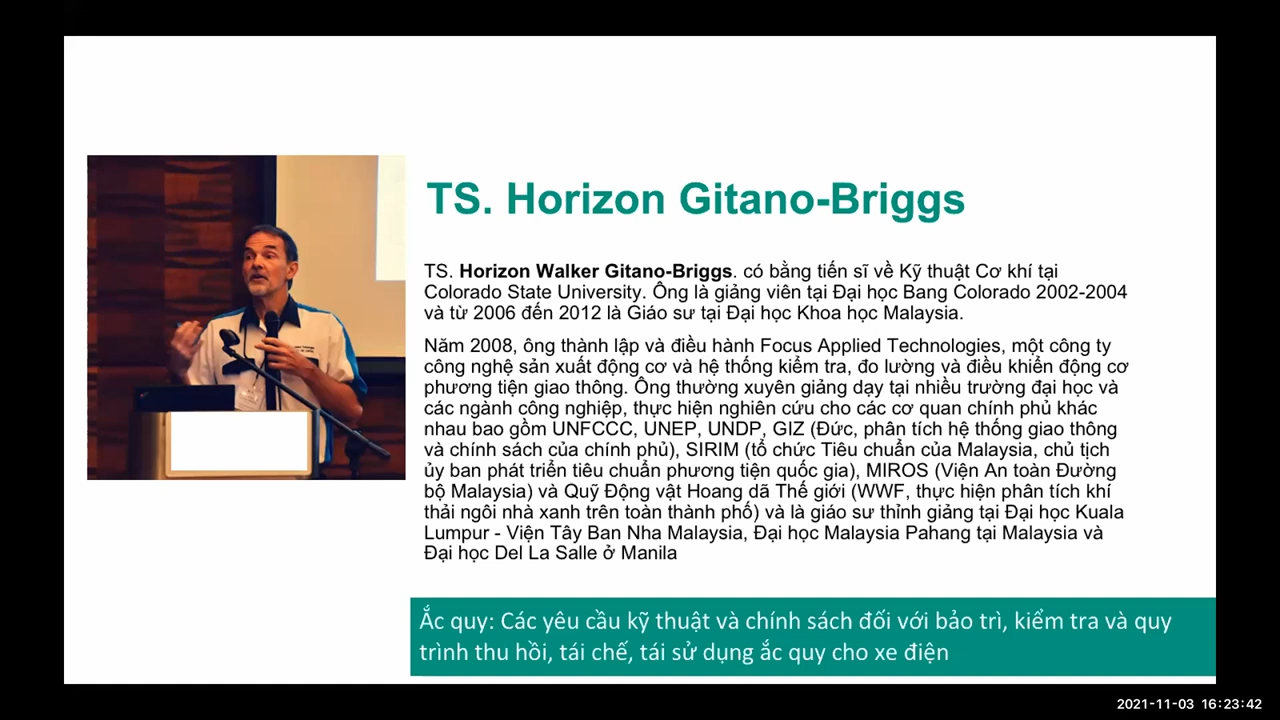 TS. Horizon Gitano-Briggs
TS. Horizon Walker Gitano-Briggs. có bằng tiến sĩ về Kỹ thuật Cơ khí tại
Colorado State University. Ông là giảng viên tại Đại học Bang Colorado 2002-2004
và từ 2006 đến 2012 là Giáo sư tại Đại học Khoa học Malaysia.
Năm 2008, ông thành lập và điều hành Focus Applied Technologies, một công ty
công nghệ sản xuất động cơ và hệ thống kiểm tra, đo lường và điều khiển động cơ
phương tiện giao thông. Ông thường xuyên giảng dạy tại nhiều trường đại học và
các ngành công nghiệp, thực hiện nghiên cứu cho các cơ quan chính phủ khác
nhau bao gồm UNFCCC, UNEP, UNDP, GIZ (Đức, phân tích hệ thống giao thông
và chính sách của chính phủ), SIRIM (tổ chức Tiêu chuẩn của Malaysia, chủ tịch
ủy ban phát triển tiêu chuẩn phương tiện quốc gia), MIROS (Viện An toàn Đường
bộ Malaysia) và Quỹ Động vật Hoang dã Thế giới (WWF, thực hiện phân tích khí
thải ngôi nhà xanh trên toàn thành phố) và là giáo sư thỉnh giảng tại Đại học Kuala
Lumpur - Viện Tây Ban Nha Malaysia, Đại học Malaysia Pahang tại Malaysia và
Đại học Del La Salle ở Manila
Ắc quy: Các yêu cầu kỹ thuật và chính sách đối với bảo trì, kiểm tra và quy
trình thu hồi, tái chế, tái sử dụng ắc quy cho xe điện
2021-11-03 16:23:42